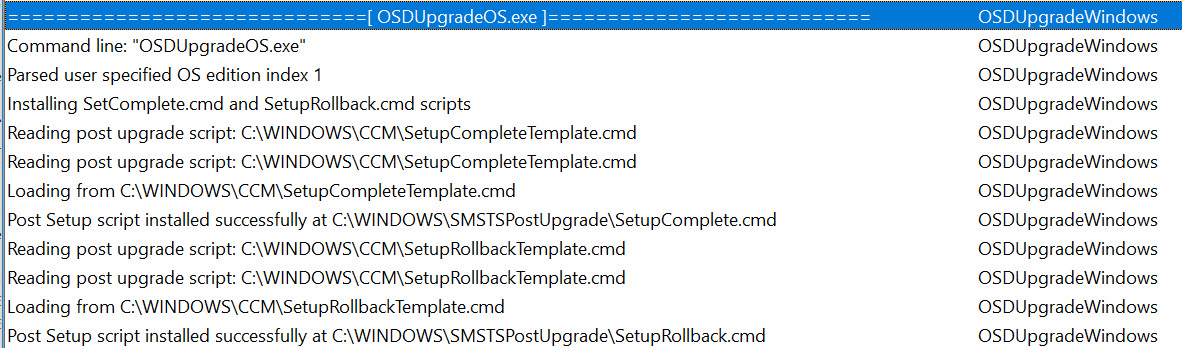 ==============================[ OSDUpgradeOS.exe ]=========================== OSDUpgradeWindows
Command line: "OSDUpgradeOS.exe" OSDUpgradeWindows
Parsed user specified OS edition index 1 OSDUpgradeWindows
Installing SetComplete.cmd and SetupRollback.cmd scripts OSDUpgradeWindows
Reading post upgrade script: C:\WINDOWS\CCM\SetupCompleteTemplate.cmd OSDUpgradeWindows
Reading post upgrade script: C:\WINDOWS\CCM\SetupCompleteTemplate.cmd OSDUpgradeWindows
Loading from C:\WINDOWS\CCM\SetupCompleteTemplate.cmd OSDUpgradeWindows
Post Setup script installed successfully at C:\WINDOWS\SMSTSPostUpgrade\SetupComplete.cmd OSDUpgradeWindows
Reading post upgrade script: C:\WINDOWS\CCM\SetupRollbackTemplate.cmd OSDUpgradeWindows
Reading post upgrade script: C:\WINDOWS\CCM\SetupRollbackTemplate.cmd OSDUpgradeWindows
Loading from C:\WINDOWS\CCM\SetupRollbackTemplate.cmd OSDUpgradeWindows
Post Setup script installed successfully at C:\WINDOWS\SMSTSPostUpgrade\SetupRollback.cmd OSDUpgradeWindows